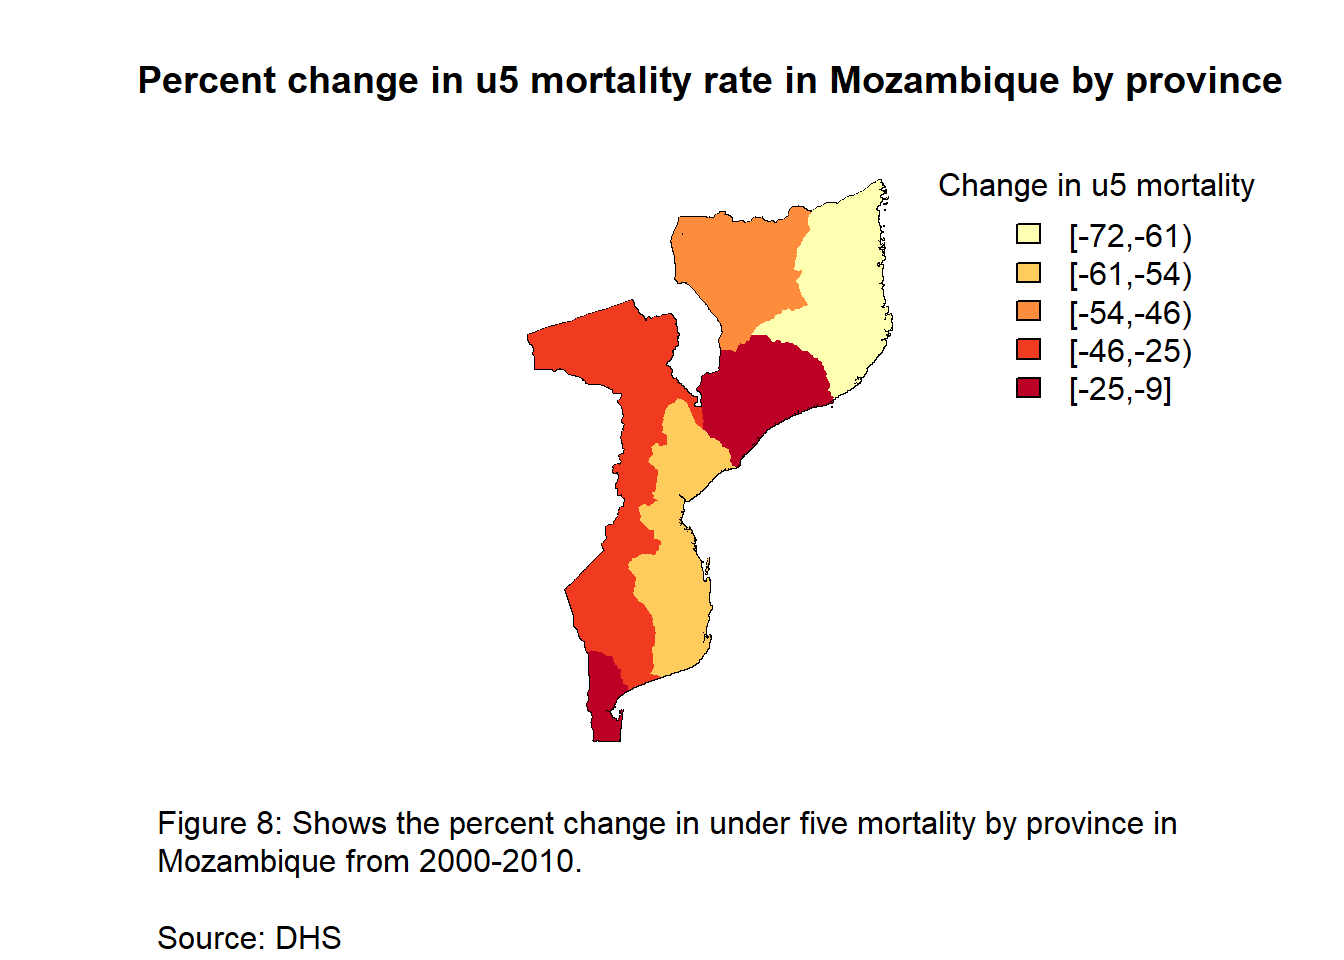 Percent change in u5 mortality rate in Mozambique by province
Change in u5 mortality
[-72,-61)
[-61,-54)
[-54,-46)
[-46,-25)
[-25,-9]
Figure 8: Shows the percent change in under five mortality by province in
Mozambique from 2000-2010.
Source: DHS